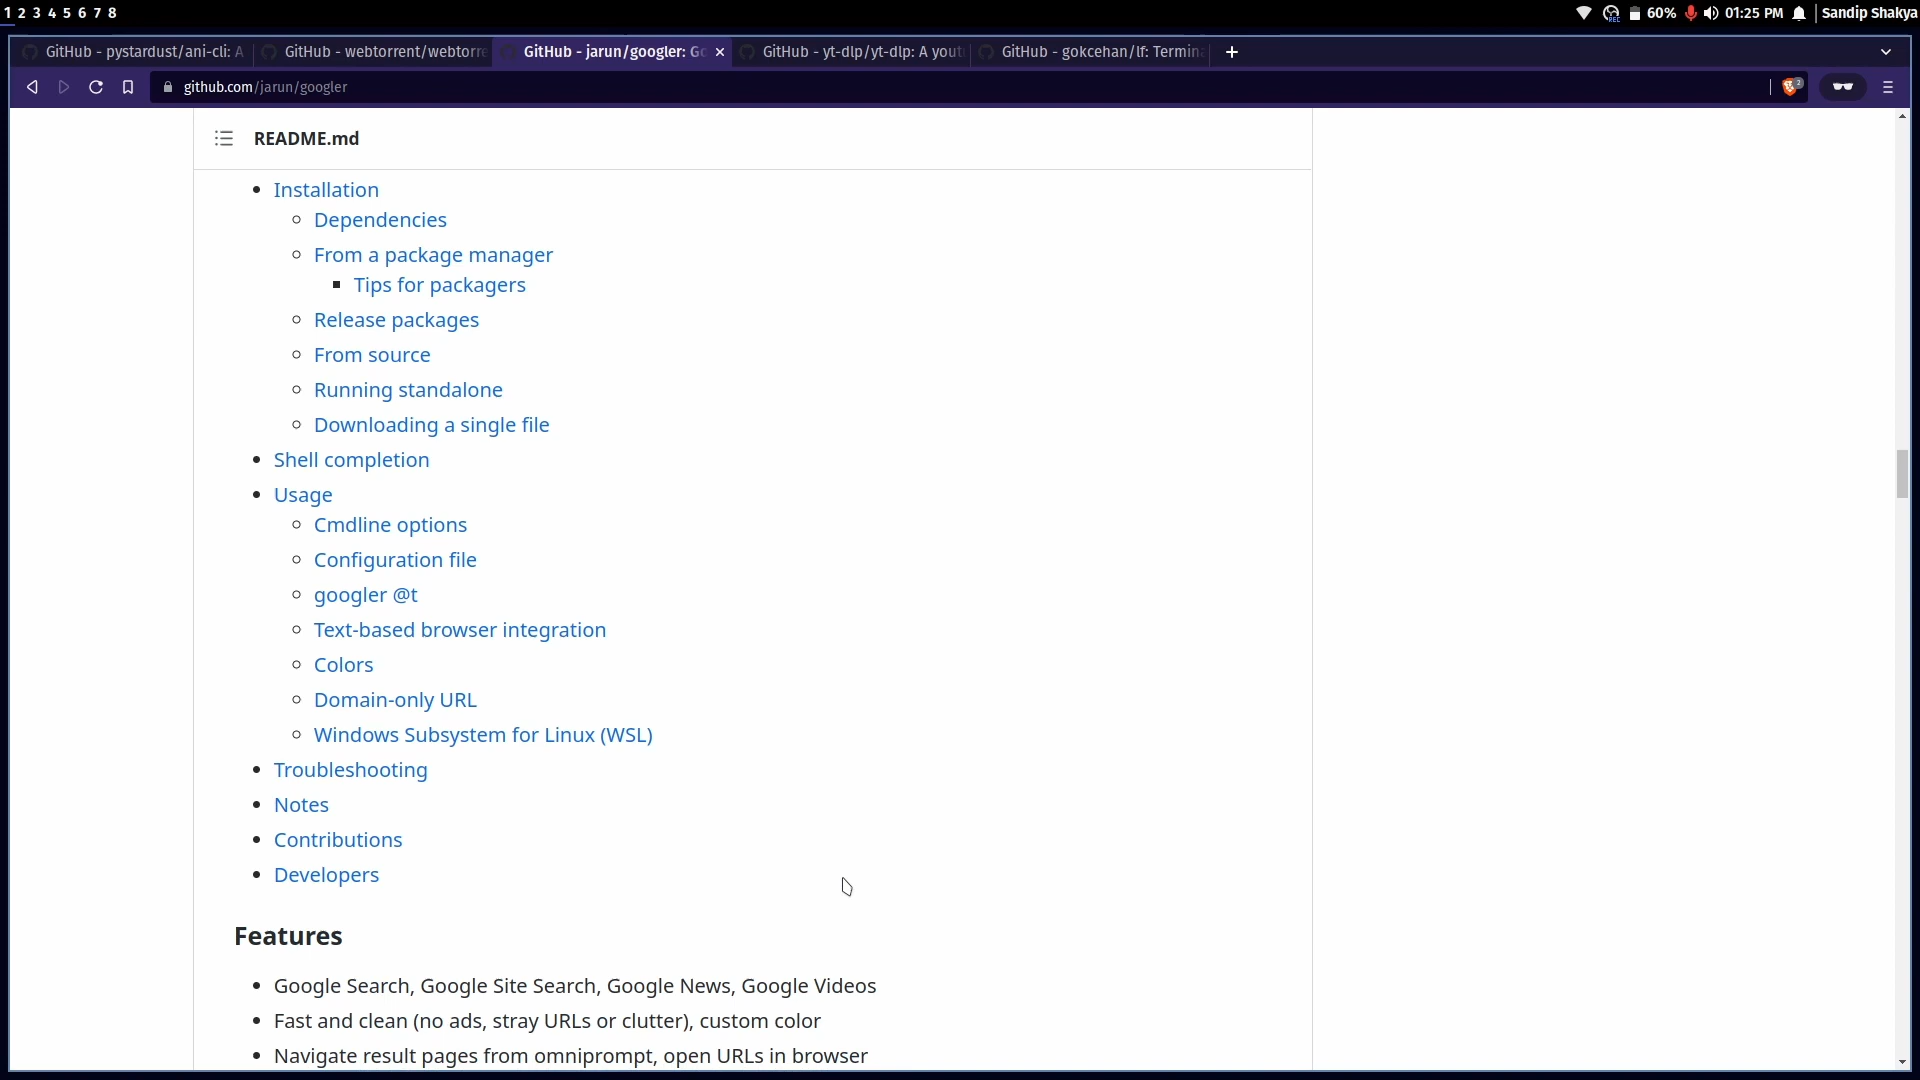 1 2 3 4 5 6 7 8
REC 60% 01:25 PM Sandip Shakya
GitHub - pystardust/ani-cli: A
GitHub - webtorrent/webtorre
GitHub - jarun/googler: Go
GitHub - yt-dlp/yt-dlp: A yout
GitHub - gokcehan/lf: Termina
github.com/jarun/googler
2
README.md
Installation
Dependencies
From a package manager
Tips for packagers
Release packages
From source
Running standalone
Downloading a single file
Shell completion
Usage
Cmdline options
Configuration file
googler @t
Text-based browser integration
Colors
Domain-only URL
Windows Subsystem for Linux (WSL)
Troubleshooting
Notes
Contributions
Developers
Features
Google Search, Google Site Search, Google News, Google Videos
Fast and clean (no ads, stray URLs or clutter), custom color
Navigate result pages from omniprompt, open URLs in browser